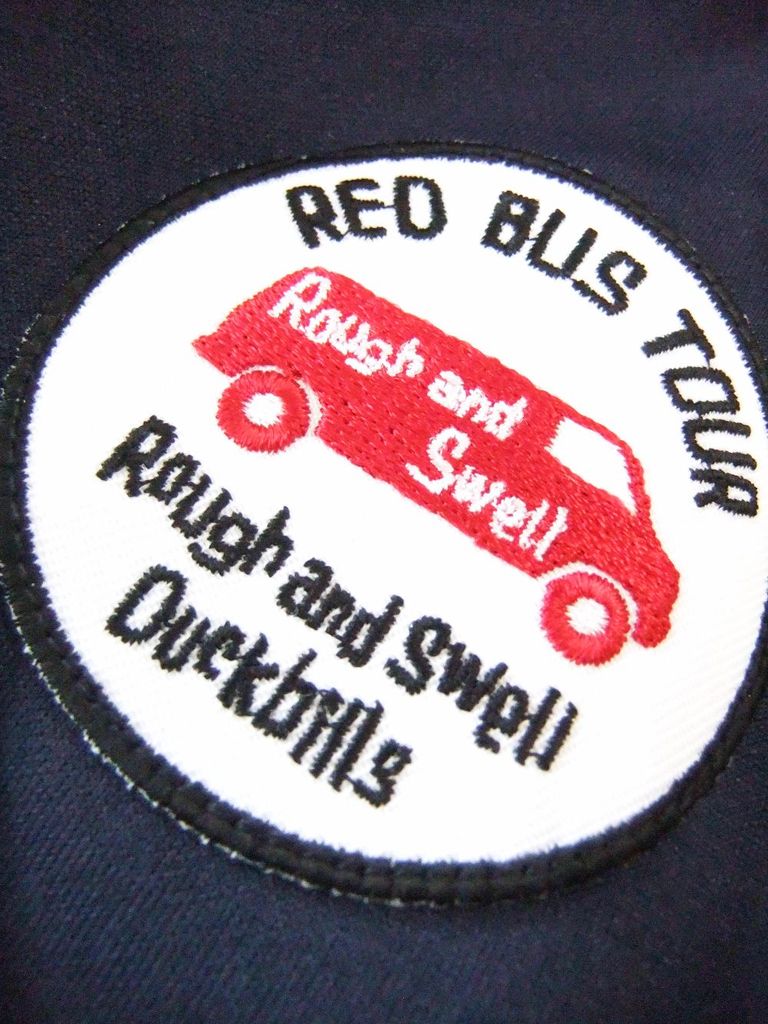 RED BUS TOUR
Rough and
Swell
Rough and Swell
Duckbills